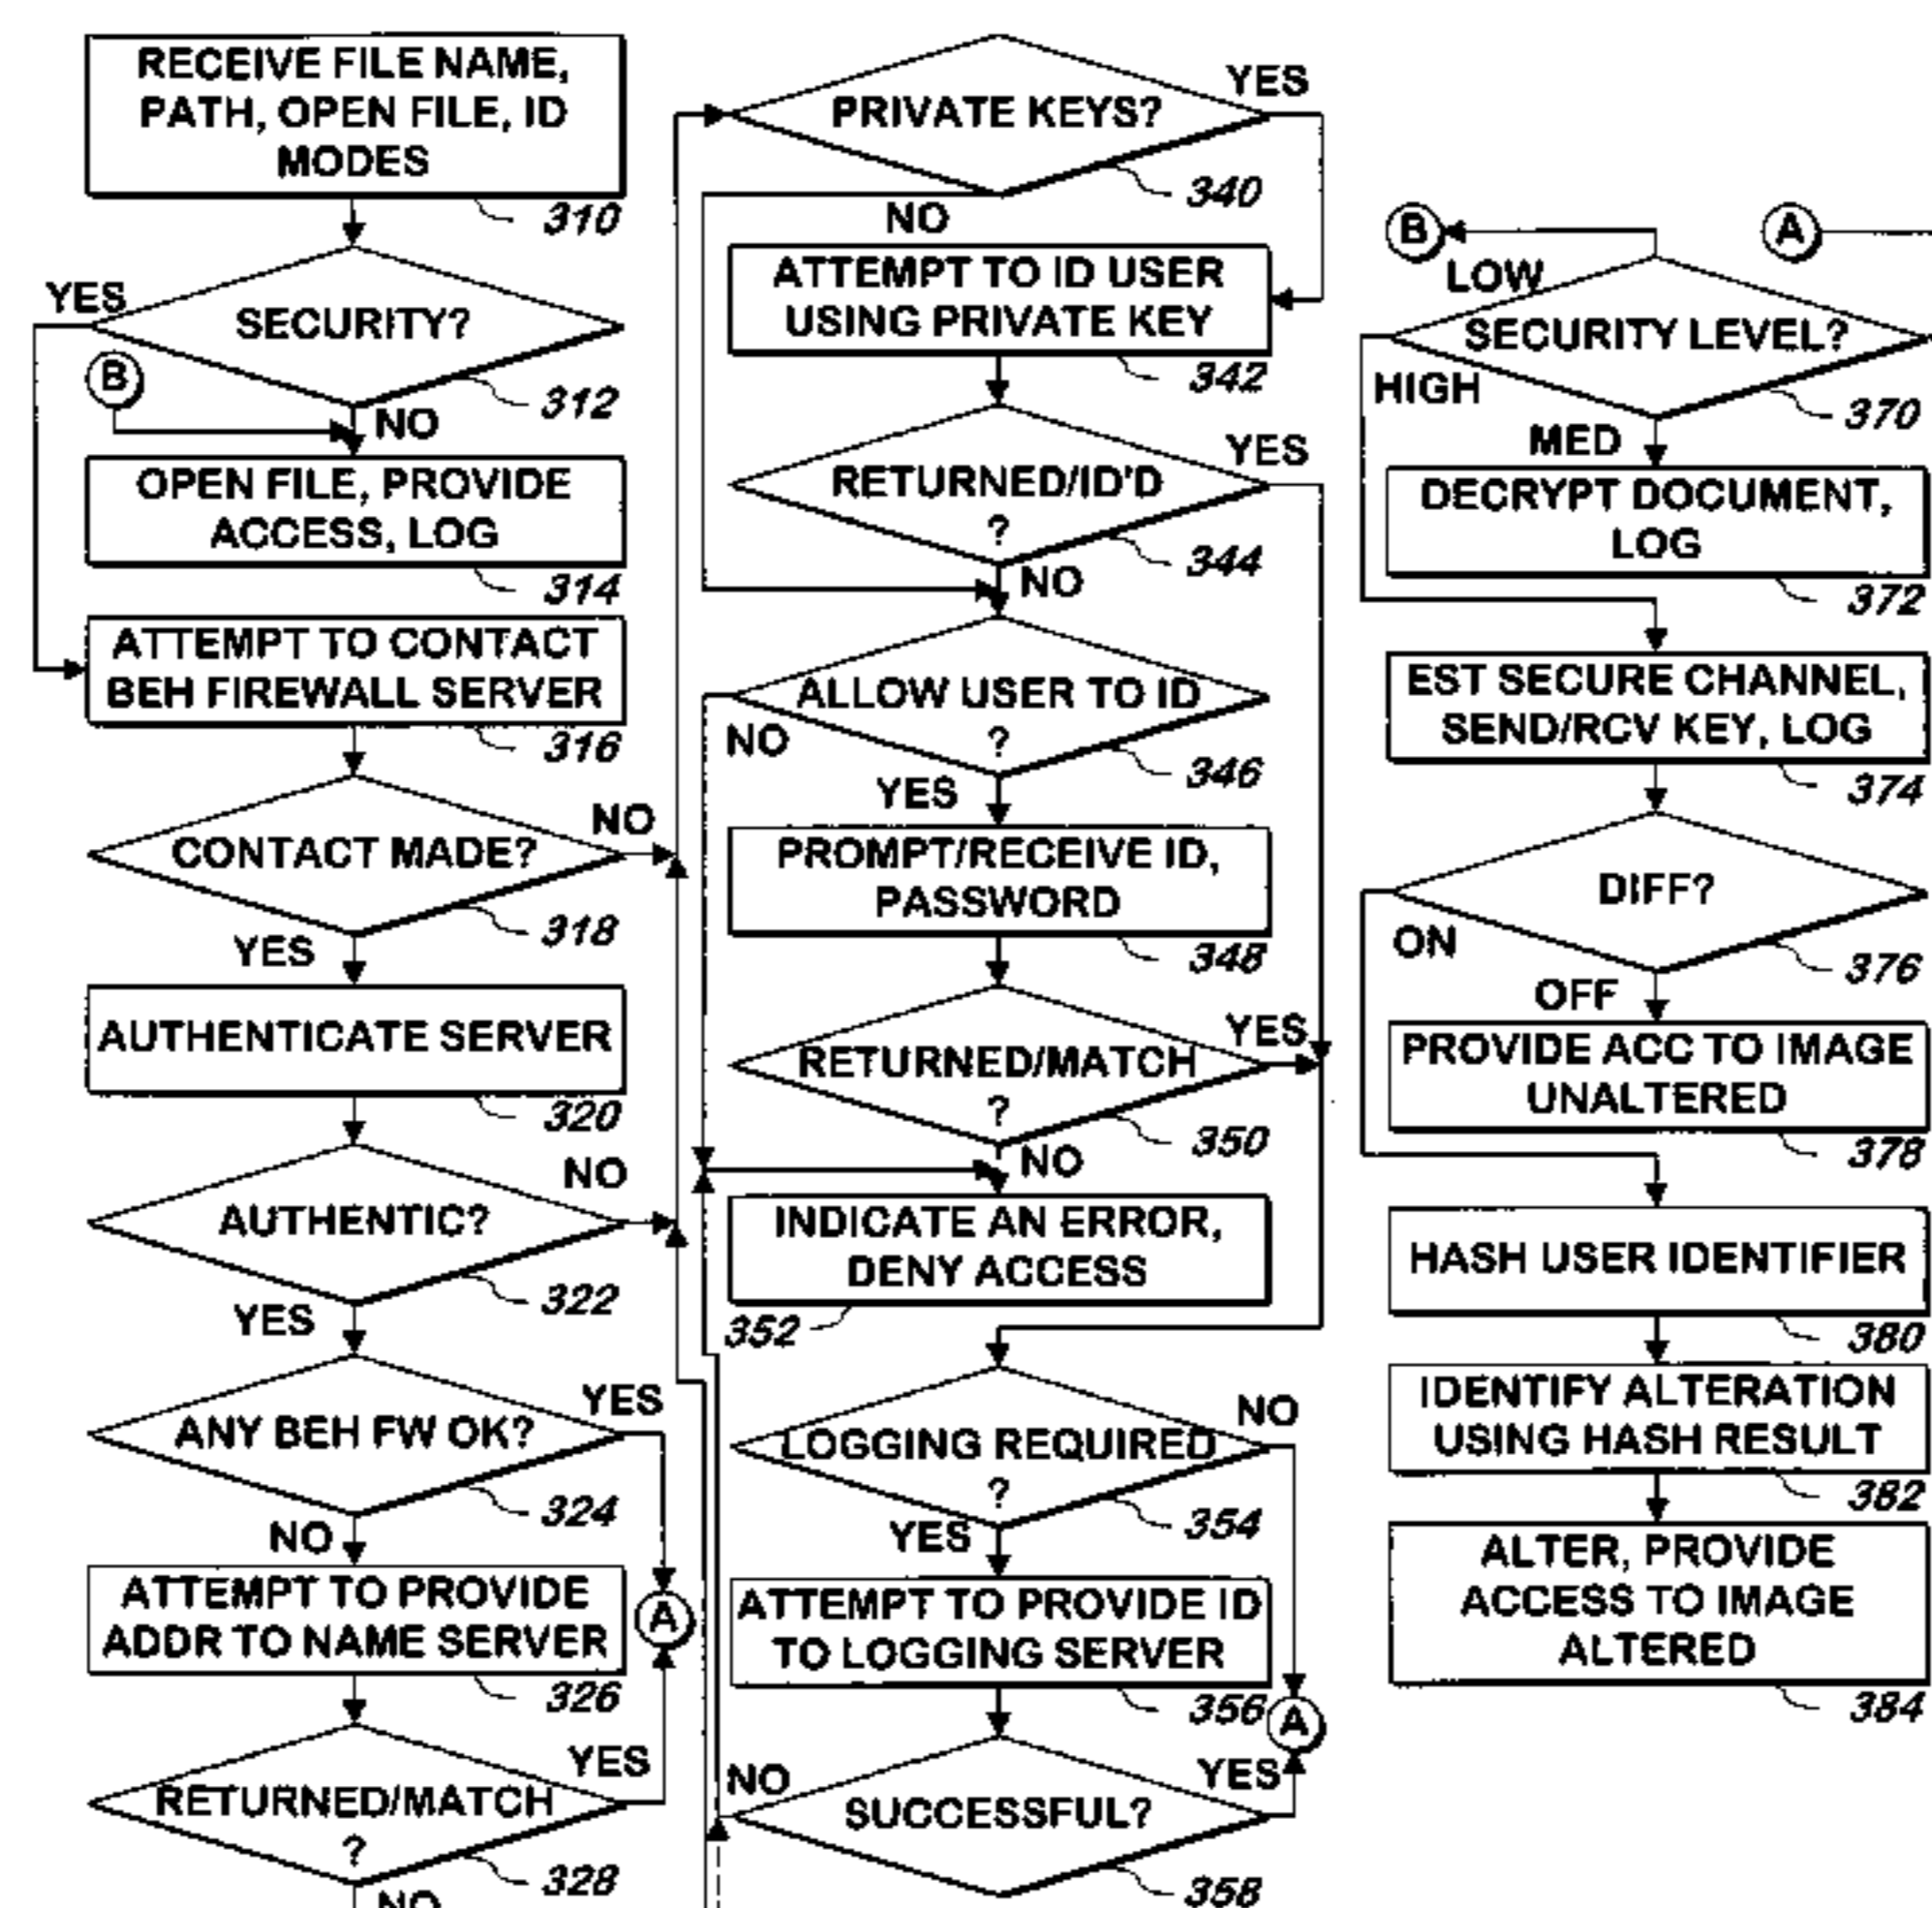 RECEIVE FILE NAME,
PATH, OPEN FILE, ID
MODES
310
YES
SECURITY?
B
312
NO
OPEN FILE, PROVIDE
ACCESS, LOG
314
ATTEMPT TO CONTACT
BEH FIREWALL SERVER
316
NO
CONTACT MADE?
318
YES
AUTHENTICATE SERVER
320
NO
AUTHENTIC?
322
YES
YES
ANY BEH FW OK?
324
NO
ATTEMPT TO PROVIDE
ADDR TO NAME SERVER
A
326
YES
RETURNED/MATCH
?
328
NO
YES
PRIVATE KEYS?
340
NO
ATTEMPT TO ID USER
USING PRIVATE KEY
342
YES
RETURNED/ID'D
?
344
NO
ALLOW USER TO ID
NO
?
346
YES
PROMPT/RECEIVE ID,
PASSWORD
348
YES
RETURNED/MATCH
?
350
NO
INDICATE AN ERROR,
DENY ACCESS
352
NO
LOGGING REQUIRED
?
354
YES
ATTEMPT TO PROVIDE ID
TO LOGGING SERVER
356
A
NO
YES
SUCCESSFUL?
358
B
A
LOW
SECURITY LEVEL?
HIGH
370
MED
DECRYPT DOCUMENT,
LOG
372
EST SECURE CHANNEL,
SEND/RCV KEY, LOG
374
DIFF?
ON
376
OFF
PROVIDE ACC TO IMAGE
UNALTERED
378
HASH USER IDENTIFIER
380
IDENTIFY ALTERATION
USING HASH RESULT
382
ALTER, PROVIDE
ACCESS TO IMAGE
ALTERED
384